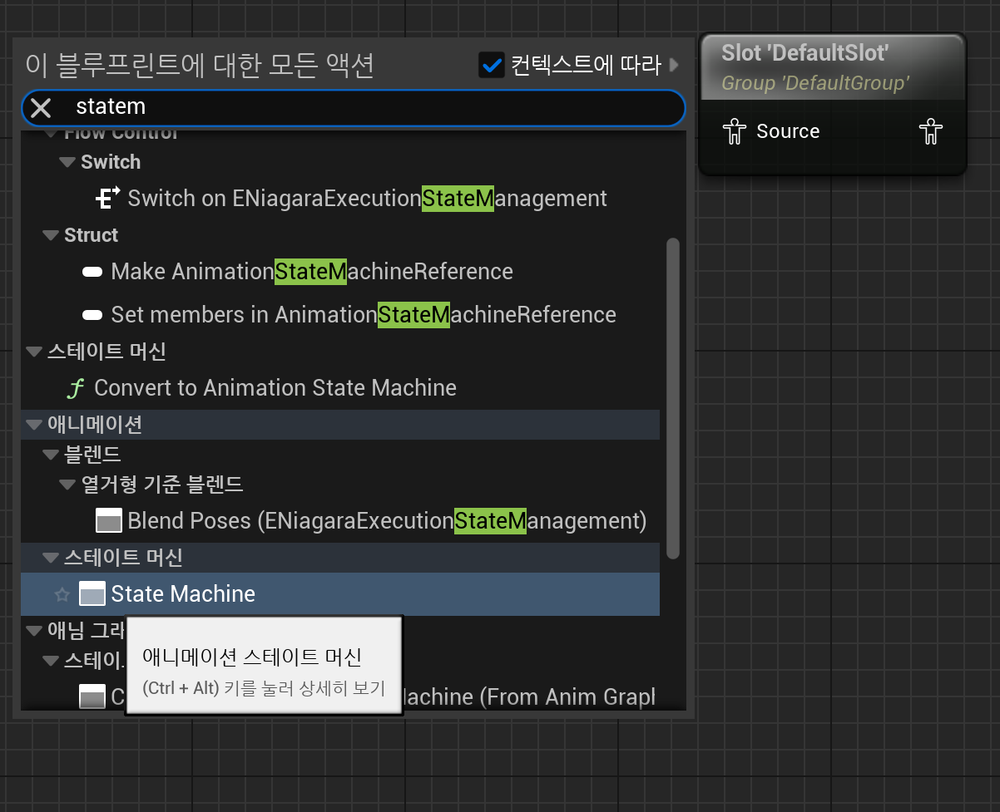 이 블루프린트에 대한 모든 액션
컨텍스트에 따라
statem
Flow Control
Switch
Switch on ENiagaraExecutionStateManagement
Struct
Make AnimationStateMachineReference
Set members in AnimationStateMachineReference
스테이트 머신
Convert to Animation State Machine
애니메이션
블렌드
열거형 기준 블렌드
Blend Poses (ENiagaraExecutionStateManagement)
스테이트 머신
State Machine
애님 그래
스테이
애니메이션 스테이트 머신
(Ctrl + Alt) 키를 눌러 상세히 보기
achine (From Anim Graph
Slot 'DefaultSlot'
Group 'DefaultGroup'
Source